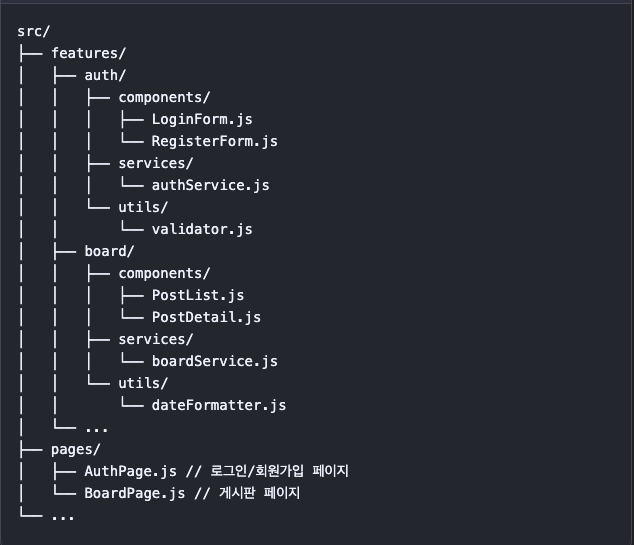 src/
├── features/
│   ├── auth/
│   │   ├── components/
│   │   │   ├── LoginForm.js
│   │   │   └── RegisterForm.js
│   │   ├── services/
│   │   │   └── authService.js
│   │   └── utils/
│   │       └── validator.js
│   ├── board/
│   │   ├── components/
│   │   │   ├── PostList.js
│   │   │   └── PostDetail.js
│   │   ├── services/
│   │   │   └── boardService.js
│   │   └── utils/
│   │       └── dateFormatter.js
│   └── ...
├── pages/
│   ├── AuthPage.js // 로그인/회원가입 페이지
│   └── BoardPage.js // 게시판 페이지
└── ...